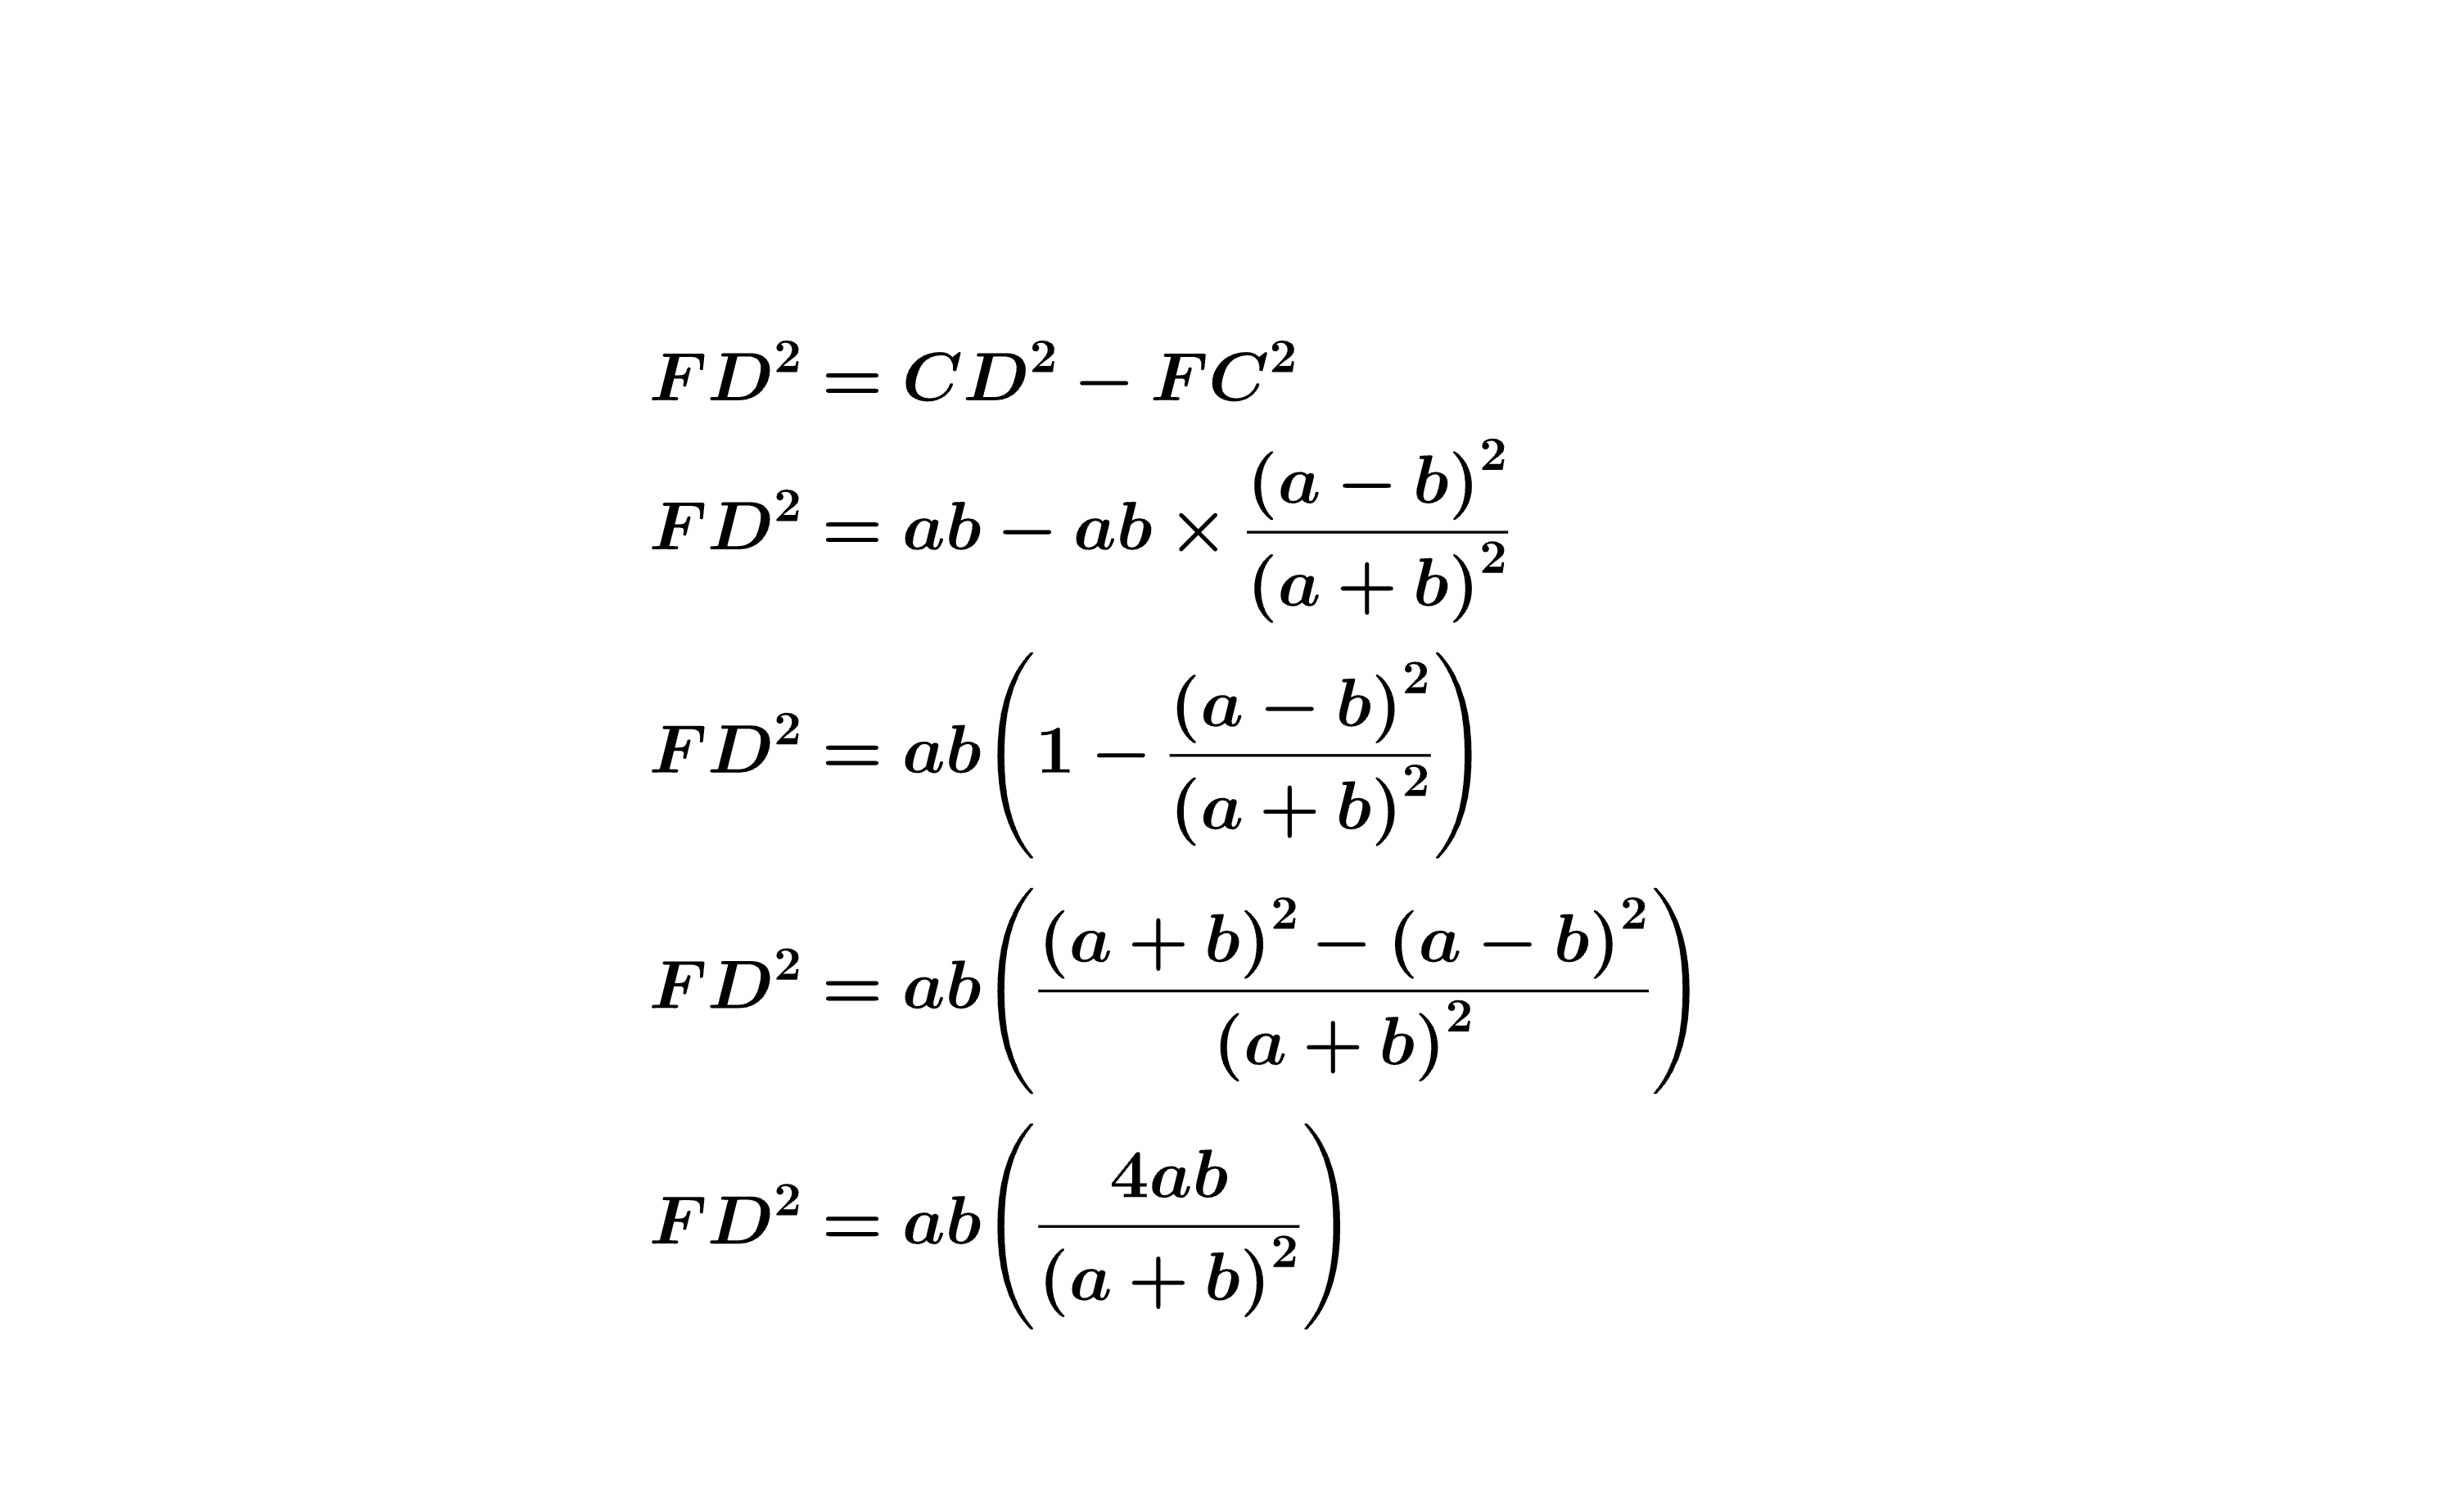 FD² = CD² − FC²
FD² = ab − ab × (a − b)² / (a + b)²
FD² = ab(1 − (a − b)² / (a + b)²)
FD² = ab(((a + b)² − (a − b)²) / (a + b)²)
FD² = ab(4ab / (a + b)²)